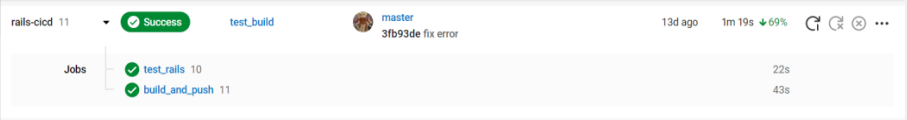 rails-cicd 11 Success test_build master 13d ago 1m 19s 69%
3fb93de fix error
Jobs test_rails 10 22s
build_and_push 11 43s